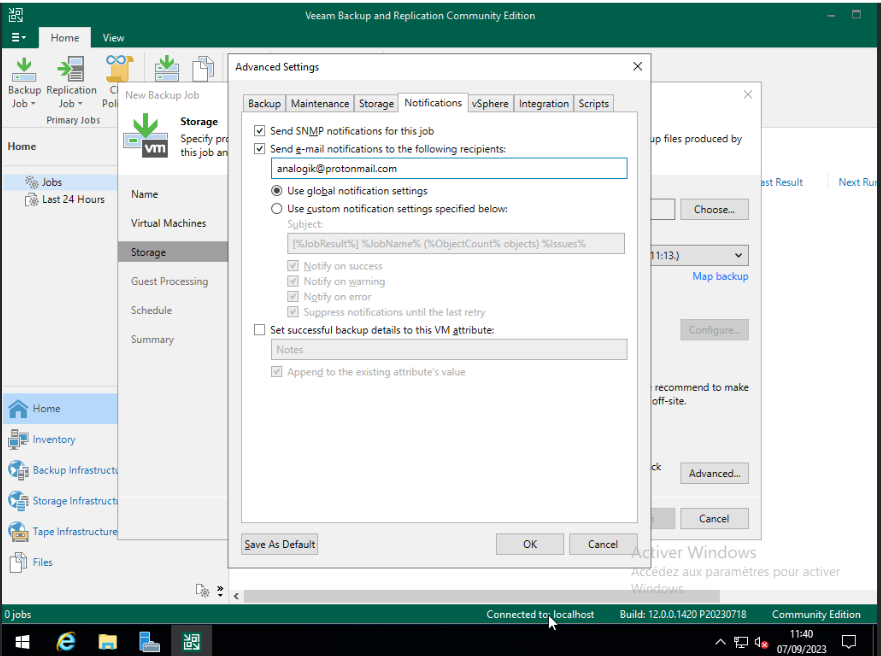 Veeam Backup and Replication Community Edition
Home View
Backup Job Replication Job
Primary Jobs
Home
Jobs
Last 24 Hours
Home
Inventory
Backup Infrastructu
Storage Infrastructu
Tape Infrastructure
Files
New Backup Job
Storage
Specify pro
this job an
up files produced by
Name
Virtual Machines
Storage
Guest Processing
Schedule
Summary
Choose...
11:13.)
Map backup
Configure...
recommend to make
off-site.
ck
Advanced...
Cancel
ast Result Next Run
Advanced Settings
Backup Maintenance Storage Notifications vSphere Integration Scripts
Send SNMP notifications for this job
Send e-mail notifications to the following recipients:
analogik@protonmail.com
Use global notification settings
Use custom notification settings specified below:
Subject:
[%JobResult%] %JobName% (%ObjectCount% objects) %Issues%
Notify on success
Notify on warning
Notify on error
Suppress notifications until the last retry
Set successful backup details to this VM attribute:
Notes
Append to the existing attribute's value
Save As Default OK Cancel
Activer Windows
Accédez aux paramètres pour activer
Windows.
0 jobs Connected to: localhost Build: 12.0.0.1420 P20230718 Community Edition
11:40
07/09/2023